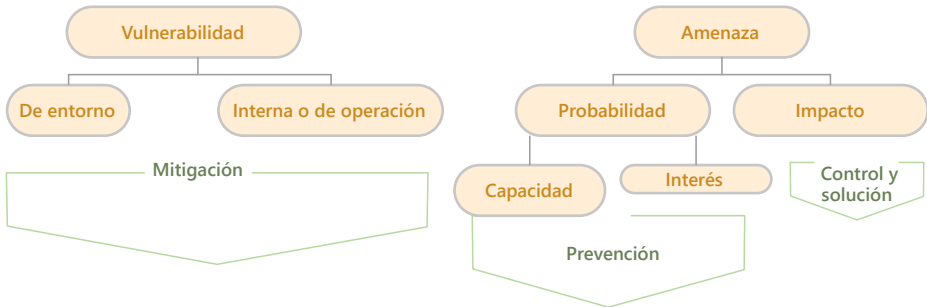 Vulnerabilidad
De entorno
Interna o de operación
Mitigación
Amenaza
Probabilidad
Impacto
Capacidad
Interés
Control y
solución
Prevención